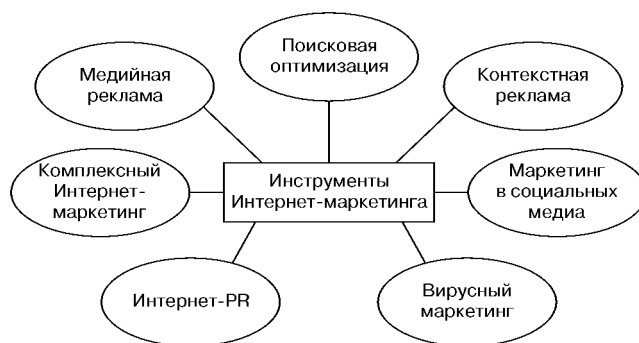 Поисковая
оптимизация
Медийная
реклама
Контекстная
реклама
Комплексный
Интернет-
маркетинг
Инструменты
Интернет-маркетинга
Маркетинг
в социальных
медиа
Интернет-PR
Вирусный
маркетинг